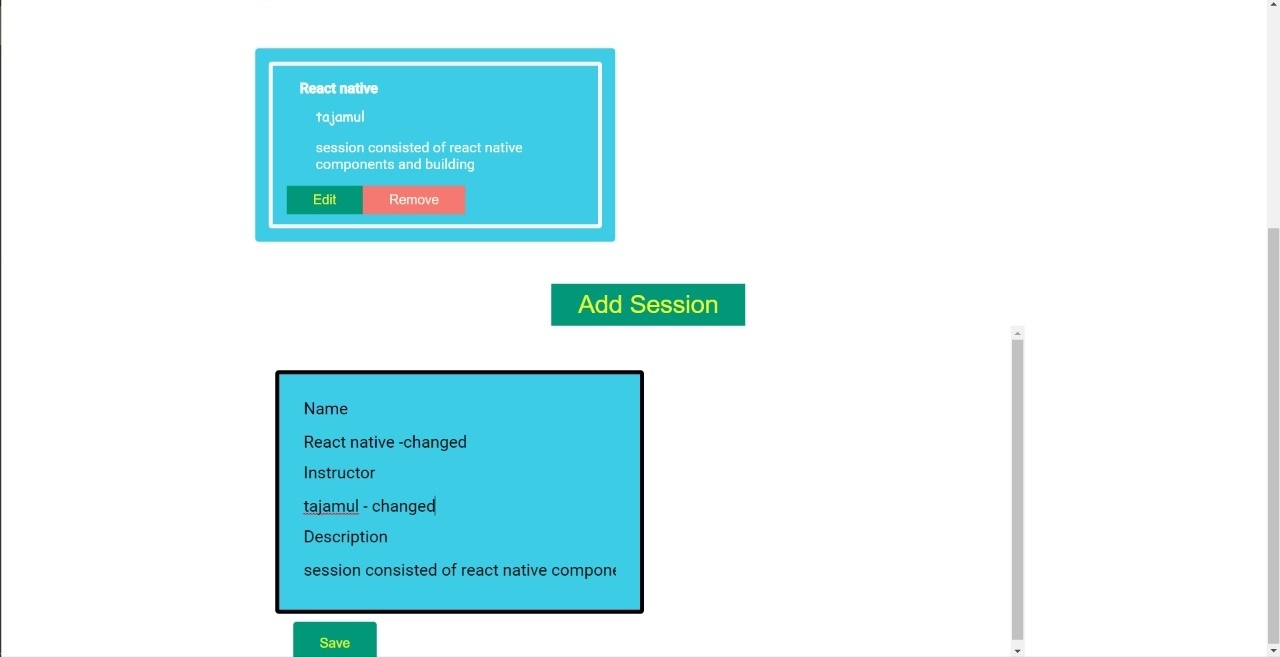 React native
tajamul
session consisted of react native
components and building
Edit Remove
Add Session
Name
React native -changed
Instructor
tajamul - changed
Description
session consisted of react native
Save